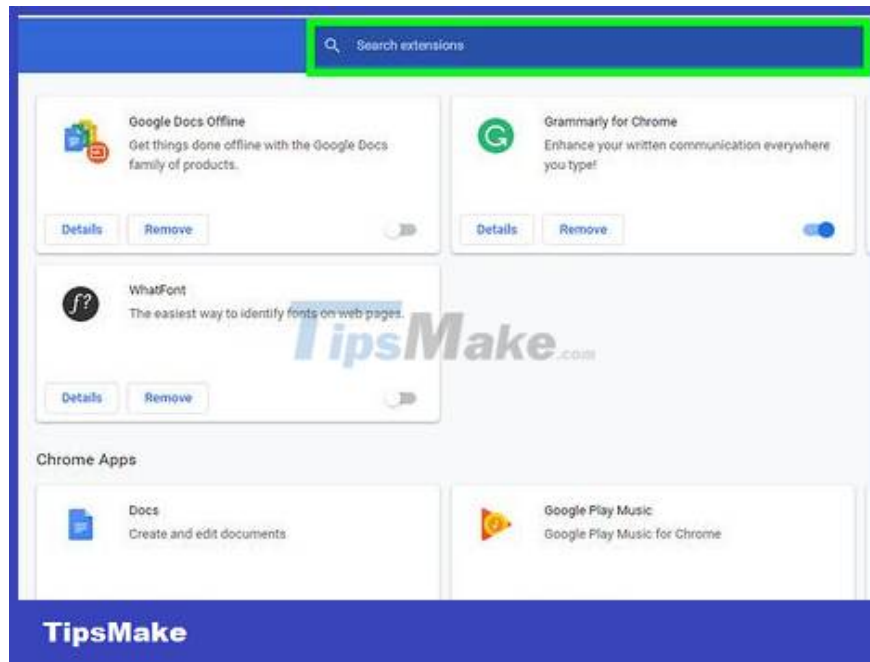 Search extensions
Google Docs Offline
Get things done offline with the Google Docs
family of products.
Details Remove
Grammarly for Chrome
Enhance your written communication everywhere
you type!
Details Remove
f?
WhatFont
The easiest way to identify fonts on web pages.
Details Remove
TipsMake.com
Chrome Apps
Docs
Create and edit documents
Google Play Music
Google Play Music for Chrome
TipsMake